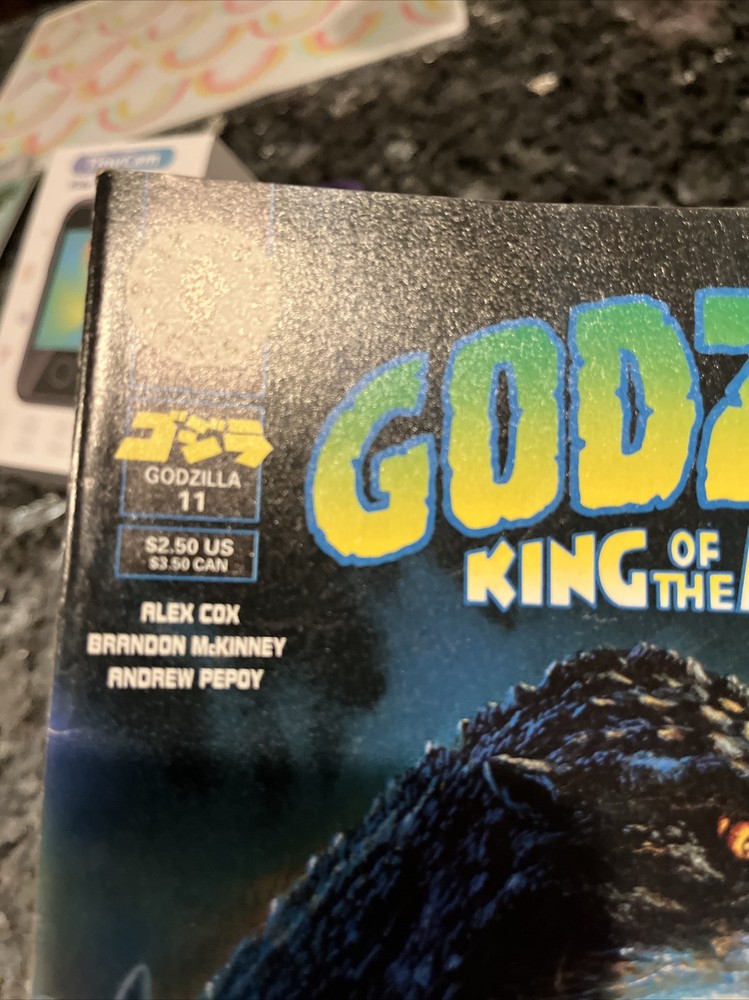 TinyCam
ゴジラ
GODZILLA
11
$2.50 US
$3.50 CAN
ALEX COX
BRANDON McKINNEY
ANDREW PEPOY
GODZ
KING OF THE